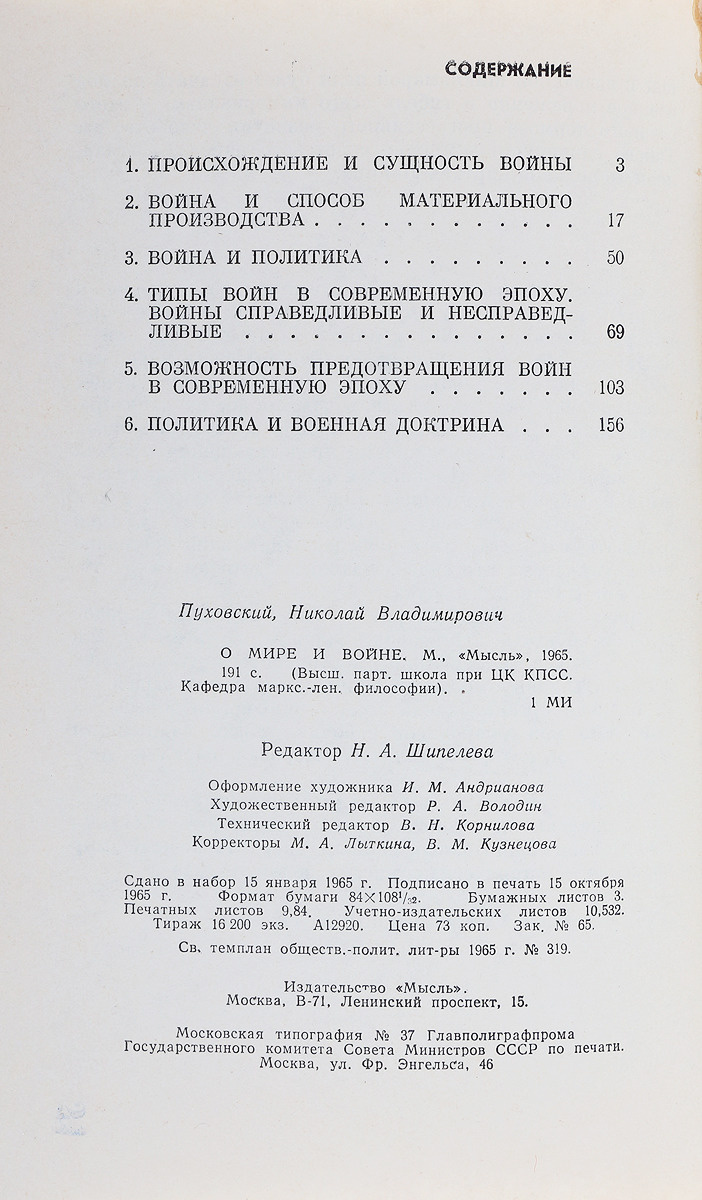 СОДЕРЖАНИЕ
1. ПРОИСХОЖДЕНИЕ И СУЩНОСТЬ ВОЙНЫ 3
2. ВОЙНА И СПОСОБ МАТЕРИАЛЬНОГО
ПРОИЗВОДСТВА . . . . . . . . . . . . 17
3. ВОЙНА И ПОЛИТИКА . . . . . . . . . 50
4. ТИПЫ ВОЙН В СОВРЕМЕННУЮ ЭПОХУ.
ВОЙНЫ СПРАВЕДЛИВЫЕ И НЕСПРАВЕД-
ЛИВЫЕ . . . . . . . . . . . . . . . 69
5. ВОЗМОЖНОСТЬ ПРЕДОТВРАЩЕНИЯ ВОЙН
В СОВРЕМЕННУЮ ЭПОХУ . . . . . . . 103
6. ПОЛИТИКА И ВОЕННАЯ ДОКТРИНА . . . 156
Пуховский, Николай Владимирович
О МИРЕ И ВОЙНЕ. М., «Мысль», 1965.
191 с. (Высш. парт. школа при ЦК КПСС.
Кафедра маркс.-лен. философии).
1 МИ
Редактор Н. А. Шипелева
Оформление художника И. М. Андрианова
Художественный редактор Р. А. Володин
Технический редактор В. Н. Корнилова
Корректоры М. А. Лыткина, В. М. Кузнецова
Сдано в набор 15 января 1965 г. Подписано в печать 15 октября
1965 г. Формат бумаги 84×108¹/₃₂. Бумажных листов 3.
Печатных листов 9,84. Учетно-издательских листов 10,532.
Тираж 16 200 экз. А12920. Цена 73 коп. Зак. № 65.
Св. темплан обществ.-полит. лит-ры 1965 г. № 319.
Издательство «Мысль».
Москва, В-71, Ленинский проспект, 15.
Московская типография № 37 Главполиграфпрома
Государственного комитета Совета Министров СССР по печати.
Москва, ул. Фр. Энгельса, 46